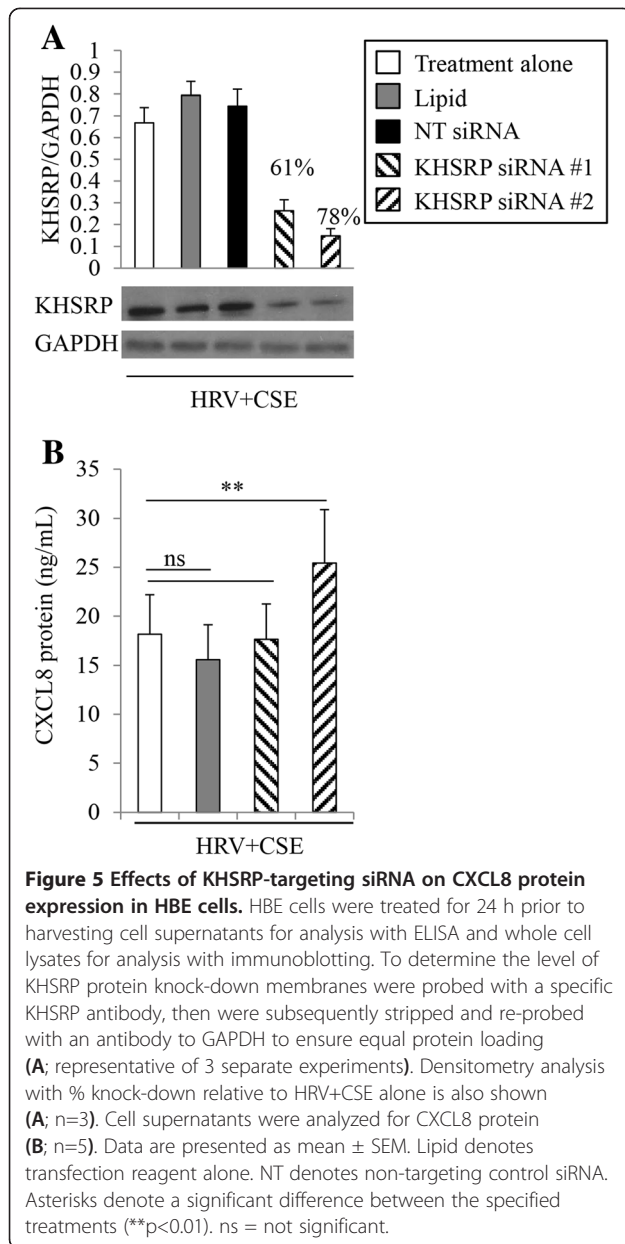 A
KHSRP/GAPDH
1
0.9
0.8
0.7
0.6
0.5
0.4
0.3
0.2
0.1
0
61%
78%
Treatment alone
Lipid
NT siRNA
KHSRP siRNA #1
KHSRP siRNA #2
KHSRP
GAPDH
HRV+CSE
B
CXCL8 protein (ng/mL)
35
30
25
20
15
10
5
0
**
ns
HRV+CSE
Figure 5 Effects of KHSRP-targeting siRNA on CXCL8 protein
expression in HBE cells. HBE cells were treated for 24 h prior to
harvesting cell supernatants for analysis with ELISA and whole cell
lysates for analysis with immunoblotting. To determine the level of
KHSRP protein knock-down membranes were probed with a specific
KHSRP antibody, then were subsequently stripped and re-probed
with an antibody to GAPDH to ensure equal protein loading
(A; representative of 3 separate experiments). Densitometry analysis
with % knock-down relative to HRV+CSE alone is also shown
(A; n=3). Cell supernatants were analyzed for CXCL8 protein
(B; n=5). Data are presented as mean ± SEM. Lipid denotes
transfection reagent alone. NT denotes non-targeting control siRNA.
Asterisks denote a significant difference between the specified
treatments (**p<0.01). ns = not significant.